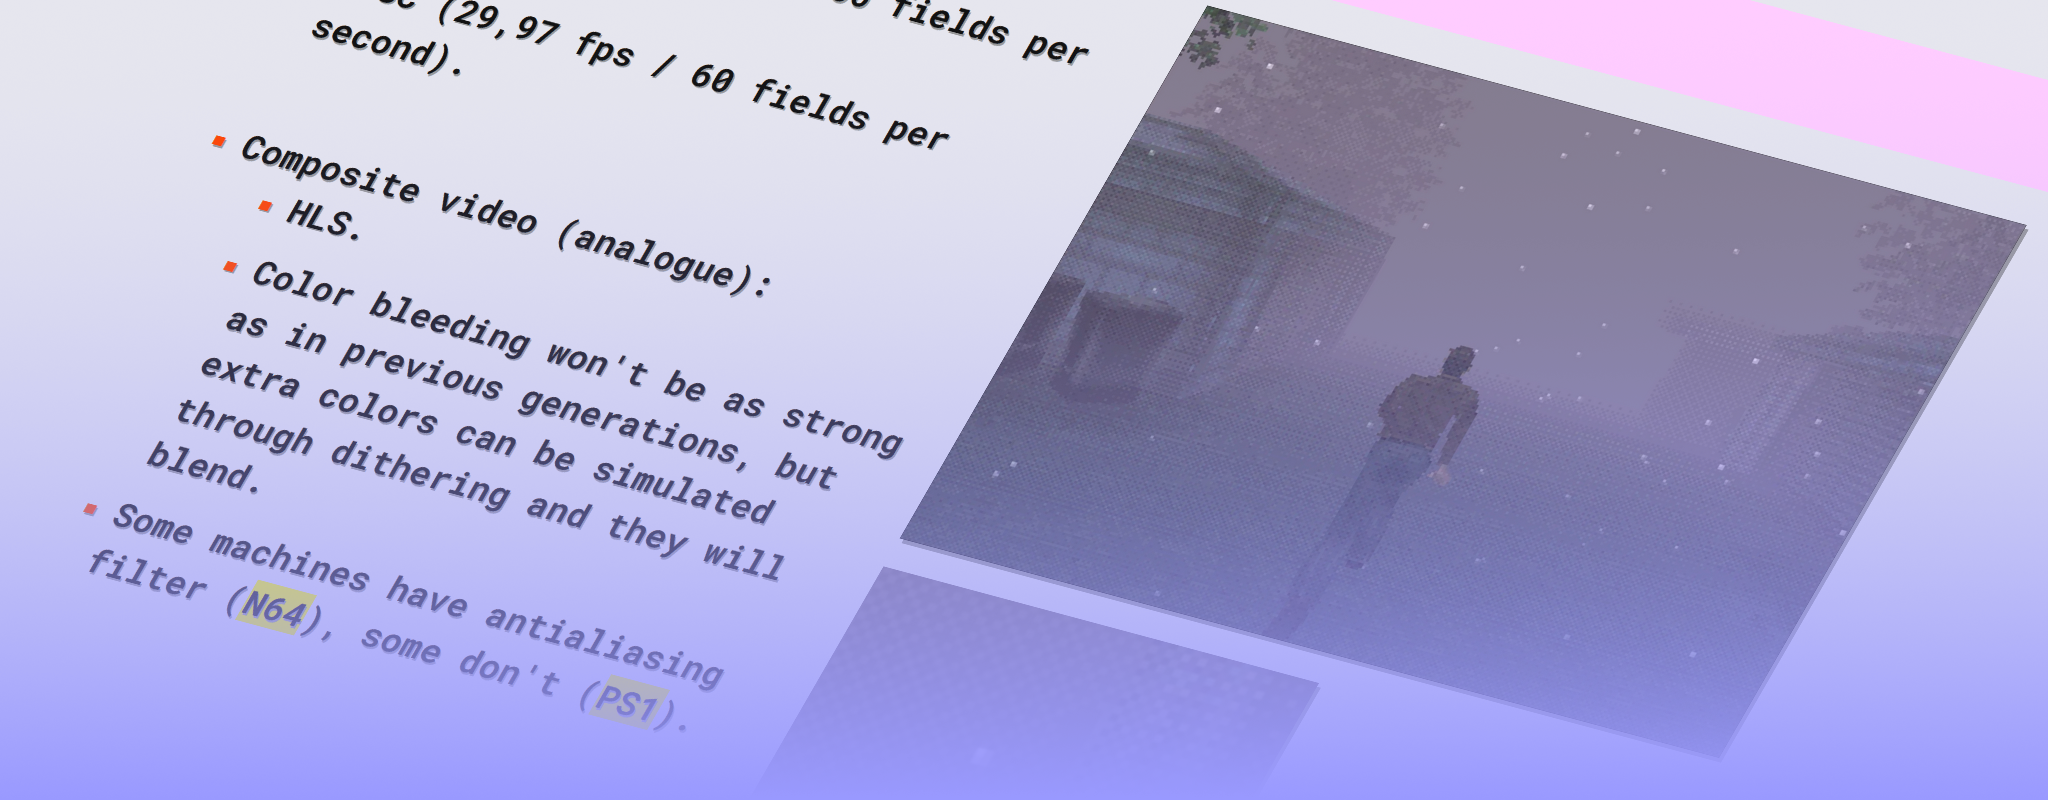 fields per
(29,97 fps / 60 fields per
second).
Composite video (analogue):
HLS.
Color bleeding won't be as strong
as in previous generations, but
extra colors can be simulated
through dithering and they will
blend.
Some machines have antialiasing
filter (N64), some don't (PS1).